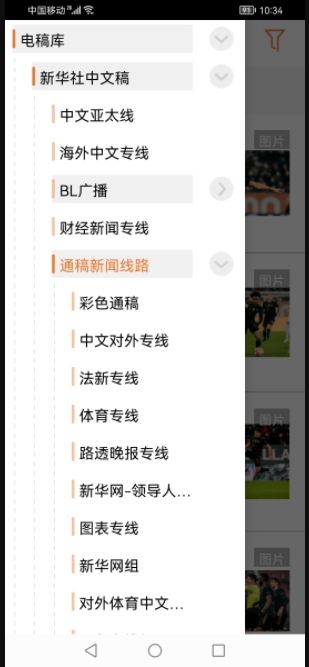 中国移动 10:34
电稿库
新华社中文稿
图片
中文亚太线
海外中文专线
BL广播
财经新闻专线
通稿新闻线路
图片
彩色通稿
中文对外专线
法新专线
体育专线
图片
路透晚报专线
新华网-领导人...
图表专线
新华网组
图片
对外体育中文...